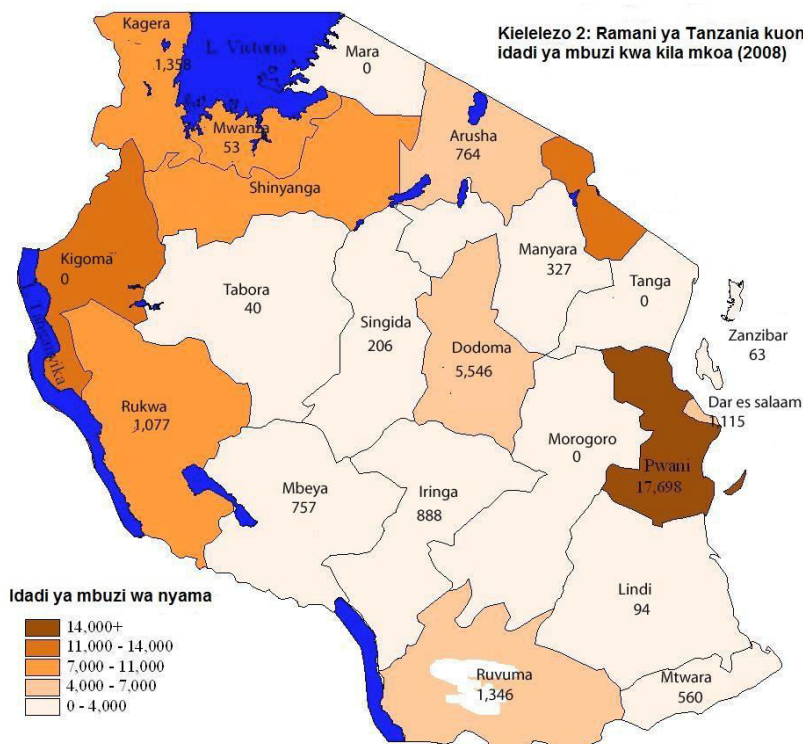 Kielelezo 2: Ramani ya Tanzania kuon
idadi ya mbuzi kwa kila mkoa (2008)
Kagera
1,358
L. Victoria
Mara
0
Mwanza
53
Arusha
764
Shinyanga
Kigoma
0
Tabora
40
Singida
206
Manyara
327
Tanga
0
Zanzibar
63
Dodoma
5,546
Dar es salaam
1,115
Rukwa
1,077
Morogoro
0
Pwani
17,698
Mbeya
757
Iringa
888
Lindi
94
Ruvuma
1,346
Mtwara
560
Idadi ya mbuzi wa nyama
14,000+
11,000 - 14,000
7,000 - 11,000
4,000 - 7,000
0 - 4,000